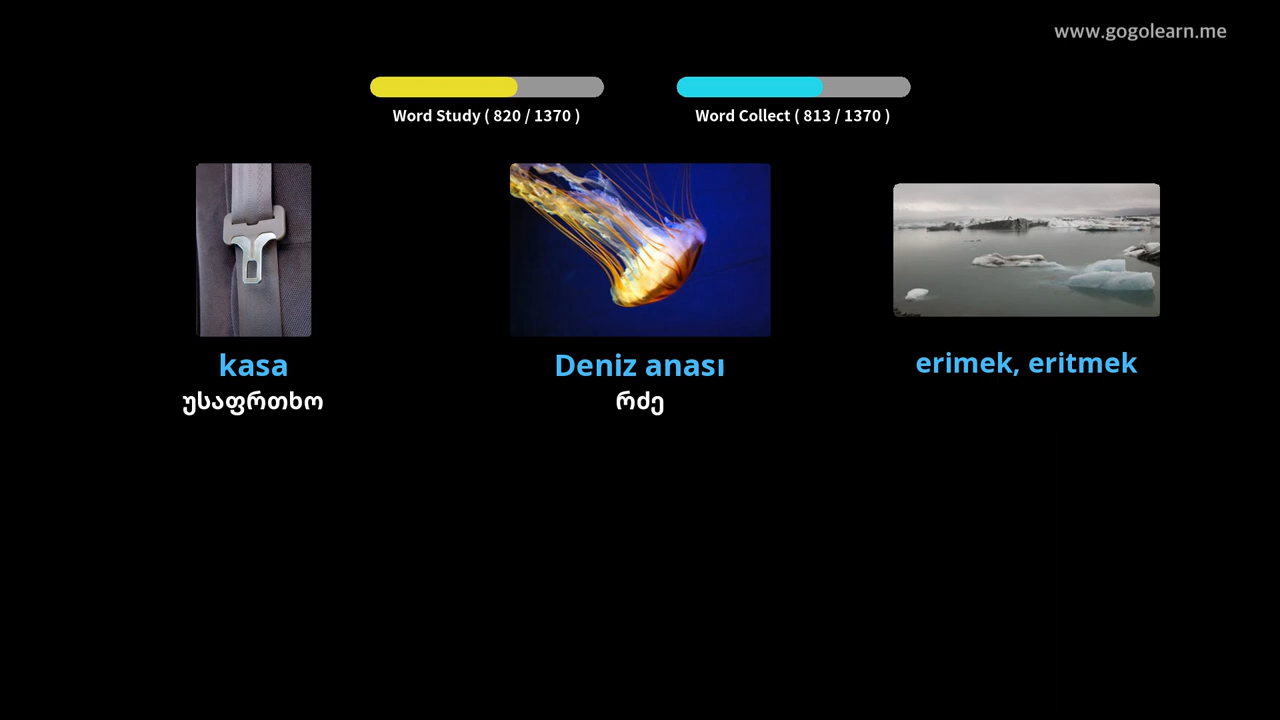 www.gogolearn.me
Word Study ( 820 / 1370 )
Word Collect ( 813 / 1370 )
kasa
უსაფრთხო
Deniz anası
რძე
erimek, eritmek